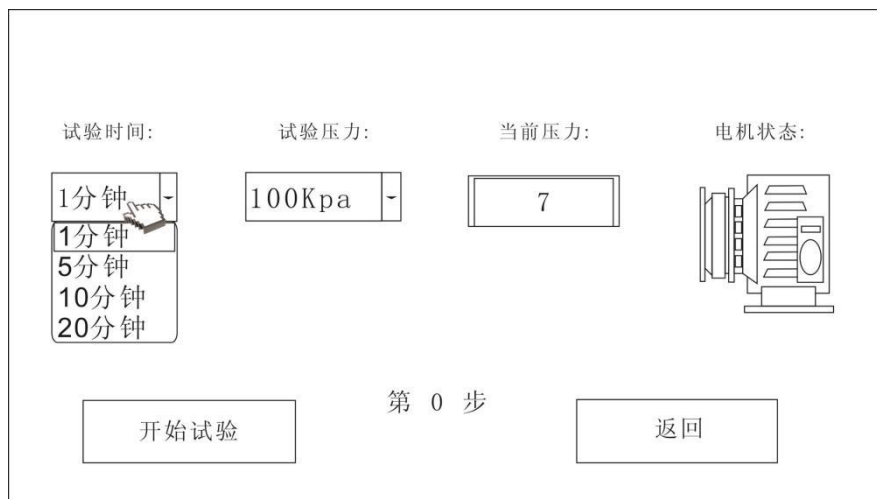 试验时间: 试验压力: 当前压力: 电机状态:
1分钟 100Kpa 7
1分钟
5分钟
10分钟
20分钟
第 0 步
开始试验 返回